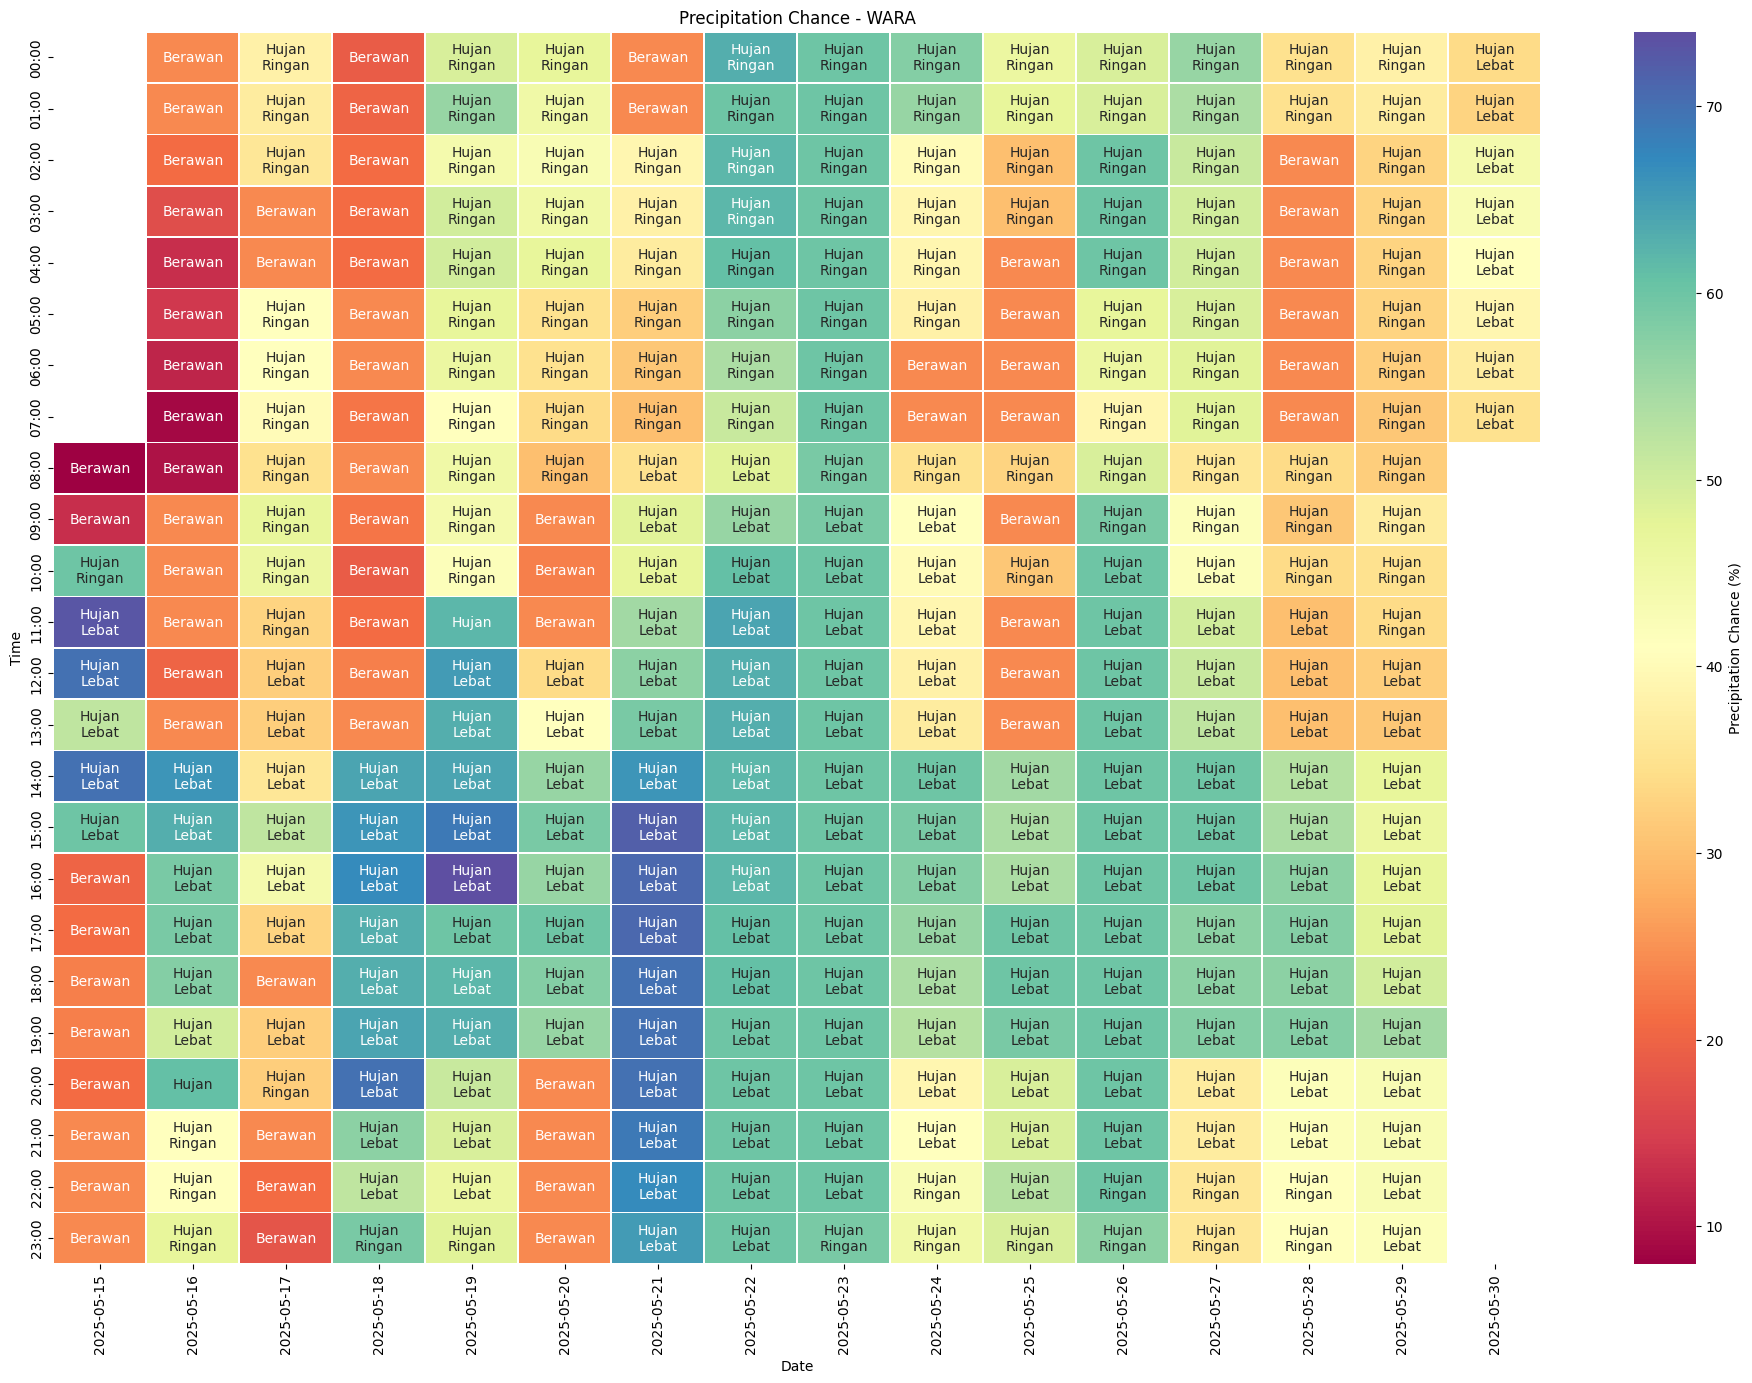 Precipitation Chance - WARA
00:00 Berawan Hujan Ringan Berawan Hujan Ringan Hujan Ringan Berawan Hujan Ringan Hujan Ringan Hujan Ringan Hujan Ringan Hujan Ringan Hujan Ringan Hujan Ringan Hujan Ringan Hujan Lebat
01:00 Berawan Hujan Ringan Berawan Hujan Ringan Hujan Ringan Berawan Hujan Ringan Hujan Ringan Hujan Ringan Hujan Ringan Hujan Ringan Hujan Ringan Hujan Ringan Hujan Ringan Hujan Lebat
02:00 Berawan Hujan Ringan Berawan Hujan Ringan Hujan Ringan Hujan Ringan Hujan Ringan Hujan Ringan Hujan Ringan Hujan Ringan Hujan Ringan Hujan Ringan Berawan Hujan Ringan Hujan Lebat
03:00 Berawan Berawan Berawan Hujan Ringan Hujan Ringan Hujan Ringan Hujan Ringan Hujan Ringan Hujan Ringan Hujan Ringan Hujan Ringan Hujan Ringan Berawan Hujan Ringan Hujan Lebat
04:00 Berawan Berawan Berawan Hujan Ringan Hujan Ringan Hujan Ringan Hujan Ringan Hujan Ringan Hujan Ringan Berawan Hujan Ringan Hujan Ringan Berawan Hujan Ringan Hujan Lebat
05:00 Berawan Hujan Ringan Berawan Hujan Ringan Hujan Ringan Hujan Ringan Hujan Ringan Hujan Ringan Hujan Ringan Berawan Hujan Ringan Hujan Ringan Berawan Hujan Ringan Hujan Lebat
06:00 Berawan Hujan Ringan Berawan Hujan Ringan Hujan Ringan Hujan Ringan Hujan Ringan Hujan Ringan Berawan Berawan Hujan Ringan Hujan Ringan Berawan Hujan Ringan Hujan Lebat
07:00 Berawan Hujan Ringan Berawan Hujan Ringan Hujan Ringan Hujan Ringan Hujan Ringan Hujan Ringan Berawan Berawan Hujan Ringan Hujan Ringan Berawan Hujan Ringan Hujan Lebat
08:00 Berawan Berawan Hujan Ringan Berawan Hujan Ringan Hujan Ringan Hujan Lebat Hujan Lebat Hujan Ringan Hujan Ringan Hujan Ringan Hujan Ringan Hujan Ringan Hujan Ringan Hujan Ringan
09:00 Berawan Berawan Hujan Ringan Berawan Hujan Ringan Berawan Hujan Lebat Hujan Lebat Hujan Lebat Hujan Lebat Berawan Hujan Ringan Hujan Ringan Hujan Ringan Hujan Ringan
10:00 Hujan Ringan Berawan Hujan Ringan Berawan Hujan Ringan Berawan Hujan Lebat Hujan Lebat Hujan Lebat Hujan Lebat Hujan Ringan Hujan Lebat Hujan Lebat Hujan Ringan Hujan Ringan
11:00 Hujan Lebat Berawan Hujan Ringan Berawan Hujan Berawan Hujan Lebat Hujan Lebat Hujan Lebat Hujan Lebat Berawan Hujan Lebat Hujan Lebat Hujan Lebat Hujan Ringan
12:00 Hujan Lebat Berawan Hujan Lebat Berawan Hujan Lebat Hujan Lebat Hujan Lebat Hujan Lebat Hujan Lebat Hujan Lebat Berawan Hujan Lebat Hujan Lebat Hujan Lebat Hujan Lebat
13:00 Hujan Lebat Berawan Hujan Lebat Berawan Hujan Lebat Hujan Lebat Hujan Lebat Hujan Lebat Hujan Lebat Hujan Lebat Berawan Hujan Lebat Hujan Lebat Hujan Lebat Hujan Lebat
14:00 Hujan Lebat Hujan Lebat Hujan Lebat Hujan Lebat Hujan Lebat Hujan Lebat Hujan Lebat Hujan Lebat Hujan Lebat Hujan Lebat Hujan Lebat Hujan Lebat Hujan Lebat Hujan Lebat Hujan Lebat
15:00 Hujan Lebat Hujan Lebat Hujan Lebat Hujan Lebat Hujan Lebat Hujan Lebat Hujan Lebat Hujan Lebat Hujan Lebat Hujan Lebat Hujan Lebat Hujan Lebat Hujan Lebat Hujan Lebat Hujan Lebat
16:00 Berawan Hujan Lebat Hujan Lebat Hujan Lebat Hujan Lebat Hujan Lebat Hujan Lebat Hujan Lebat Hujan Lebat Hujan Lebat Hujan Lebat Hujan Lebat Hujan Lebat Hujan Lebat Hujan Lebat
17:00 Berawan Hujan Lebat Hujan Lebat Hujan Lebat Hujan Lebat Hujan Lebat Hujan Lebat Hujan Lebat Hujan Lebat Hujan Lebat Hujan Lebat Hujan Lebat Hujan Lebat Hujan Lebat Hujan Lebat
18:00 Berawan Hujan Lebat Berawan Hujan Lebat Hujan Lebat Hujan Lebat Hujan Lebat Hujan Lebat Hujan Lebat Hujan Lebat Hujan Lebat Hujan Lebat Hujan Lebat Hujan Lebat Hujan Lebat
19:00 Berawan Hujan Lebat Hujan Lebat Hujan Lebat Hujan Lebat Hujan Lebat Hujan Lebat Hujan Lebat Hujan Lebat Hujan Lebat Hujan Lebat Hujan Lebat Hujan Lebat Hujan Lebat Hujan Lebat
20:00 Berawan Hujan Hujan Ringan Hujan Lebat Hujan Lebat Berawan Hujan Lebat Hujan Lebat Hujan Lebat Hujan Lebat Hujan Lebat Hujan Lebat Hujan Lebat Hujan Lebat Hujan Lebat
21:00 Berawan Hujan Ringan Berawan Hujan Lebat Hujan Lebat Berawan Hujan Lebat Hujan Lebat Hujan Lebat Hujan Lebat Hujan Lebat Hujan Lebat Hujan Lebat Hujan Lebat Hujan Lebat
22:00 Berawan Hujan Ringan Berawan Hujan Lebat Hujan Lebat Berawan Hujan Lebat Hujan Lebat Hujan Lebat Hujan Ringan Hujan Lebat Hujan Ringan Hujan Ringan Hujan Ringan Hujan Lebat
23:00 Berawan Hujan Ringan Berawan Hujan Ringan Hujan Ringan Berawan Hujan Lebat Hujan Lebat Hujan Ringan Hujan Ringan Hujan Ringan Hujan Ringan Hujan Ringan Hujan Ringan Hujan Lebat
2025-05-15 2025-05-16 2025-05-17 2025-05-18 2025-05-19 2025-05-20 2025-05-21 2025-05-22 2025-05-23 2025-05-24 2025-05-25 2025-05-26 2025-05-27 2025-05-28 2025-05-29 2025-05-30
Date
Time
70
60
50
40
30
20
10
Precipitation Chance (%)